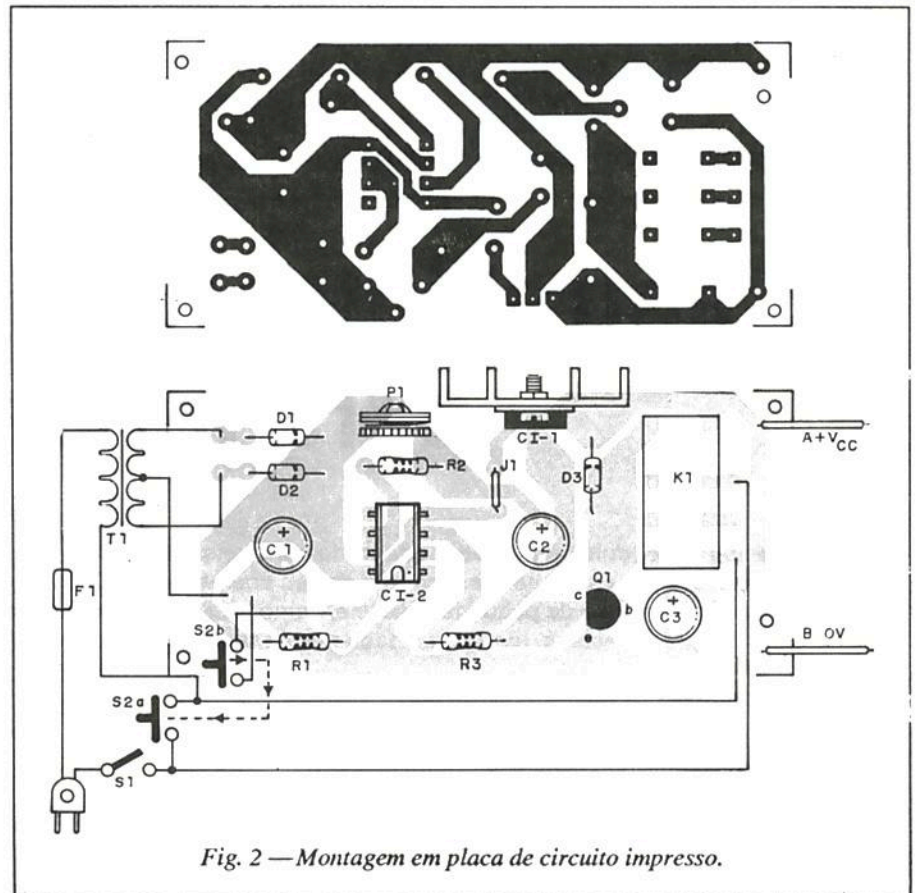 D1
P1
CI-1
A+VCC
R2
J1
D3
K1
D2
T1
C1
C2
F1
CI-2
Q1
c
b
C3
S2b
R1
R3
B 0V
S2a
S1
Fig. 2 — Montagem em placa de circuito impresso.